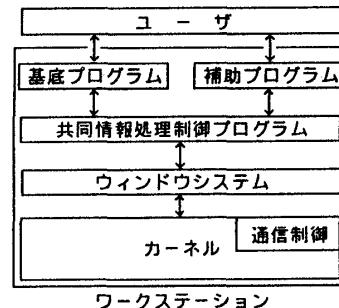 ユーザ
基底プログラム
補助プログラム
共同情報処理制御プログラム
ウィンドウシステム
通信制御
カーネル
ワークステーション